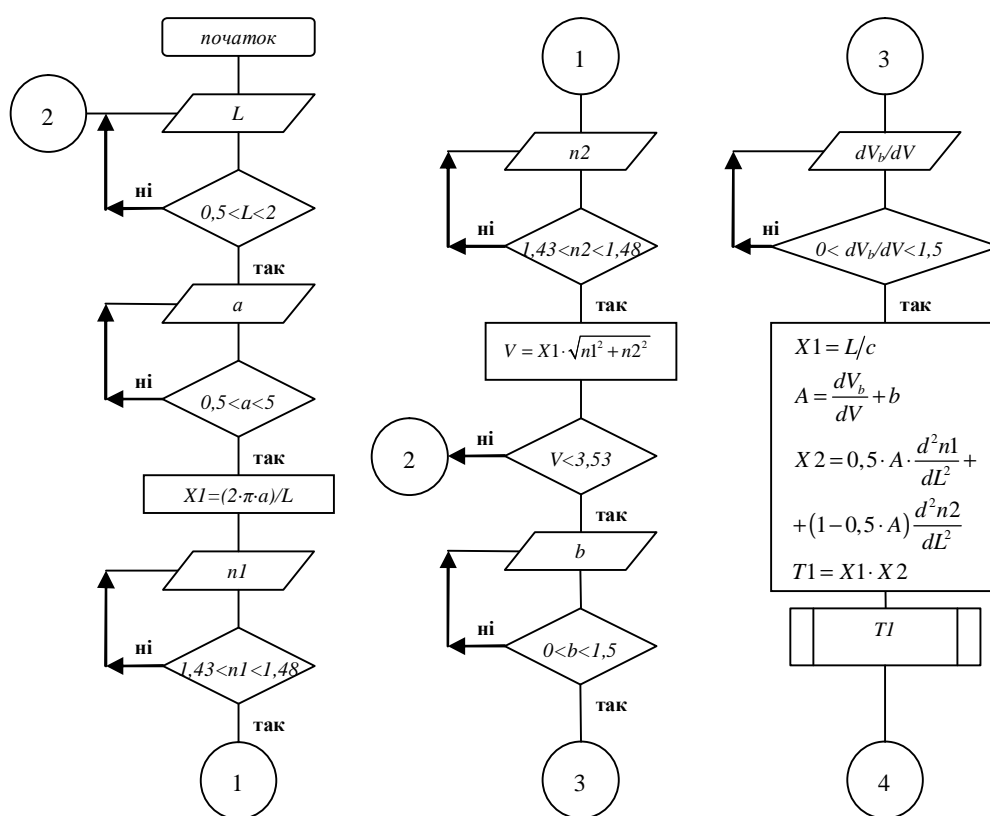 початок
2
L
ні
0,5<L<2
так
a
ні
0,5<a<5
так
X1=(2·π·a)/L
n1
ні
1,43<n1<1,48
так
1
1
n2
ні
1,43<n2<1,48
так
V = X1·√(n1² + n2²)
2
ні
V<3,53
так
b
ні
0<b<1,5
так
3
3
dV_b/dV
ні
0< dV_b/dV<1,5
так
X1 = L/c
A = dV_b/dV + b
X2 = 0,5·A·d²n1/dL² +
+(1−0,5·A) d²n2/dL²
T1 = X1·X2
T1
4